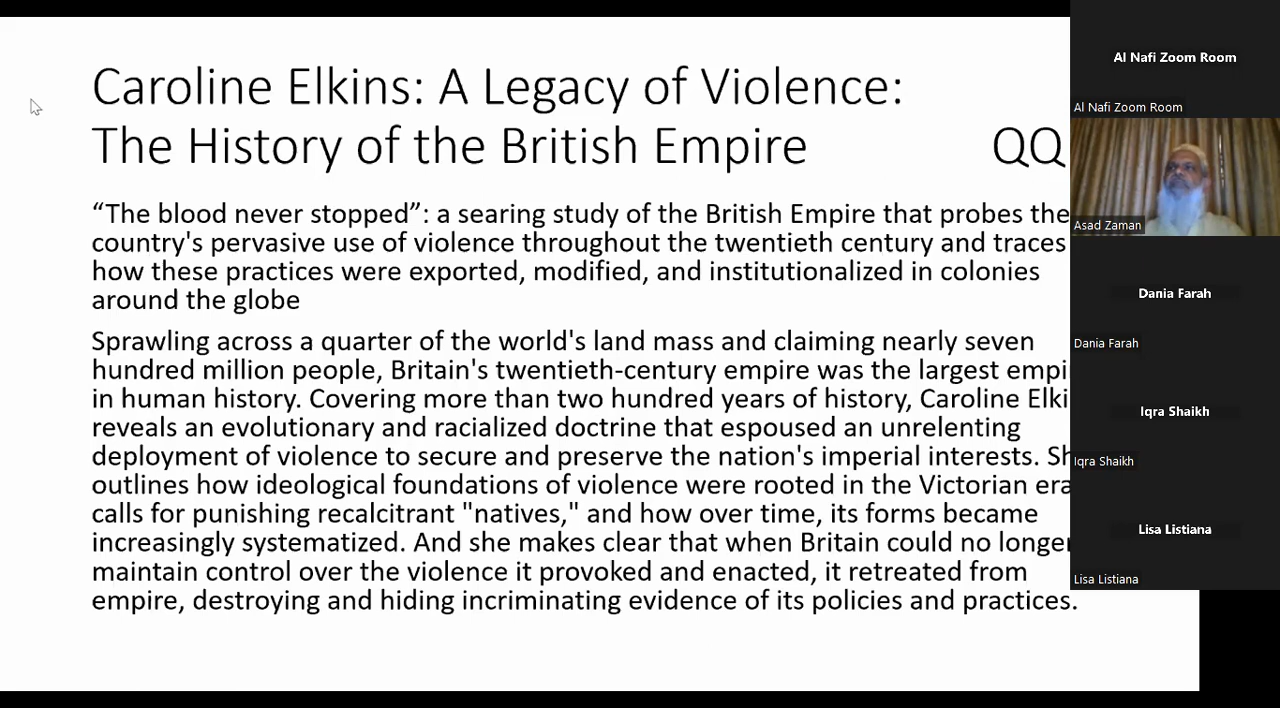 Caroline Elkins: A Legacy of Violence:
The History of the British Empire QQ
“The blood never stopped”: a searing study of the British Empire that probes the
country's pervasive use of violence throughout the twentieth century and traces
how these practices were exported, modified, and institutionalized in colonies
around the globe
Sprawling across a quarter of the world's land mass and claiming nearly seven
hundred million people, Britain's twentieth-century empire was the largest empi
in human history. Covering more than two hundred years of history, Caroline Elki
reveals an evolutionary and racialized doctrine that espoused an unrelenting
deployment of violence to secure and preserve the nation's imperial interests. Sh
outlines how ideological foundations of violence were rooted in the Victorian era
calls for punishing recalcitrant "natives," and how over time, its forms became
increasingly systematized. And she makes clear that when Britain could no longer
maintain control over the violence it provoked and enacted, it retreated from
empire, destroying and hiding incriminating evidence of its policies and practices.
Al Nafi Zoom Room
Al Nafi Zoom Room
Asad Zaman
Dania Farah
Dania Farah
Iqra Shaikh
Iqra Shaikh
Lisa Listiana
Lisa Listiana